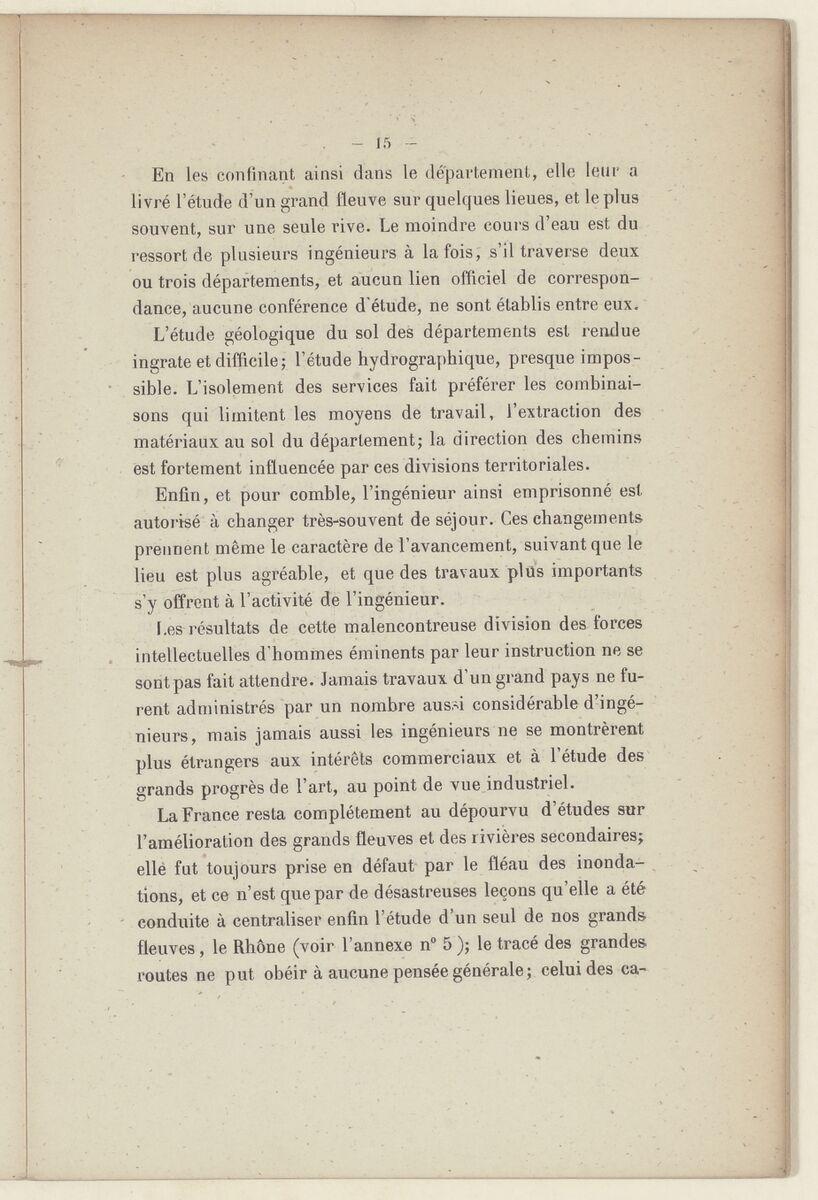 — 15 —
En les confinant ainsi dans le département, elle leur a
livré l'étude d'un grand fleuve sur quelques lieues, et le plus
souvent, sur une seule rive. Le moindre cours d'eau est du
ressort de plusieurs ingénieurs à la fois, s'il traverse deux
ou trois départements, et aucun lien officiel de correspon-
dance, aucune conférence d'étude, ne sont établis entre eux.
L'étude géologique du sol des départements est rendue
ingrate et difficile; l'étude hydrographique, presque impos-
sible. L'isolement des services fait préférer les combinai-
sons qui limitent les moyens de travail, l'extraction des
matériaux au sol du département; la direction des chemins
est fortement influencée par ces divisions territoriales.
Enfin, et pour comble, l'ingénieur ainsi emprisonné est
autorisé à changer très-souvent de séjour. Ces changements
prennent même le caractère de l'avancement, suivant que le
lieu est plus agréable, et que des travaux plus importants
s'y offrent à l'activité de l'ingénieur.
Les résultats de cette malencontreuse division des forces
intellectuelles d'hommes éminents par leur instruction ne se
sont pas fait attendre. Jamais travaux d'un grand pays ne fu-
rent administrés par un nombre aussi considérable d'ingé-
nieurs, mais jamais aussi les ingénieurs ne se montrèrent
plus étrangers aux intérêts commerciaux et à l'étude des
grands progrès de l'art, au point de vue industriel.
La France resta complétement au dépourvu d'études sur
l'amélioration des grands fleuves et des rivières secondaires;
elle fut toujours prise en défaut par le fléau des inonda-
tions, et ce n'est que par de désastreuses leçons qu'elle a été
conduite à centraliser enfin l'étude d'un seul de nos grands
fleuves, le Rhône (voir l'annexe n° 5); le tracé des grandes
routes ne put obéir à aucune pensée générale; celui des ca-